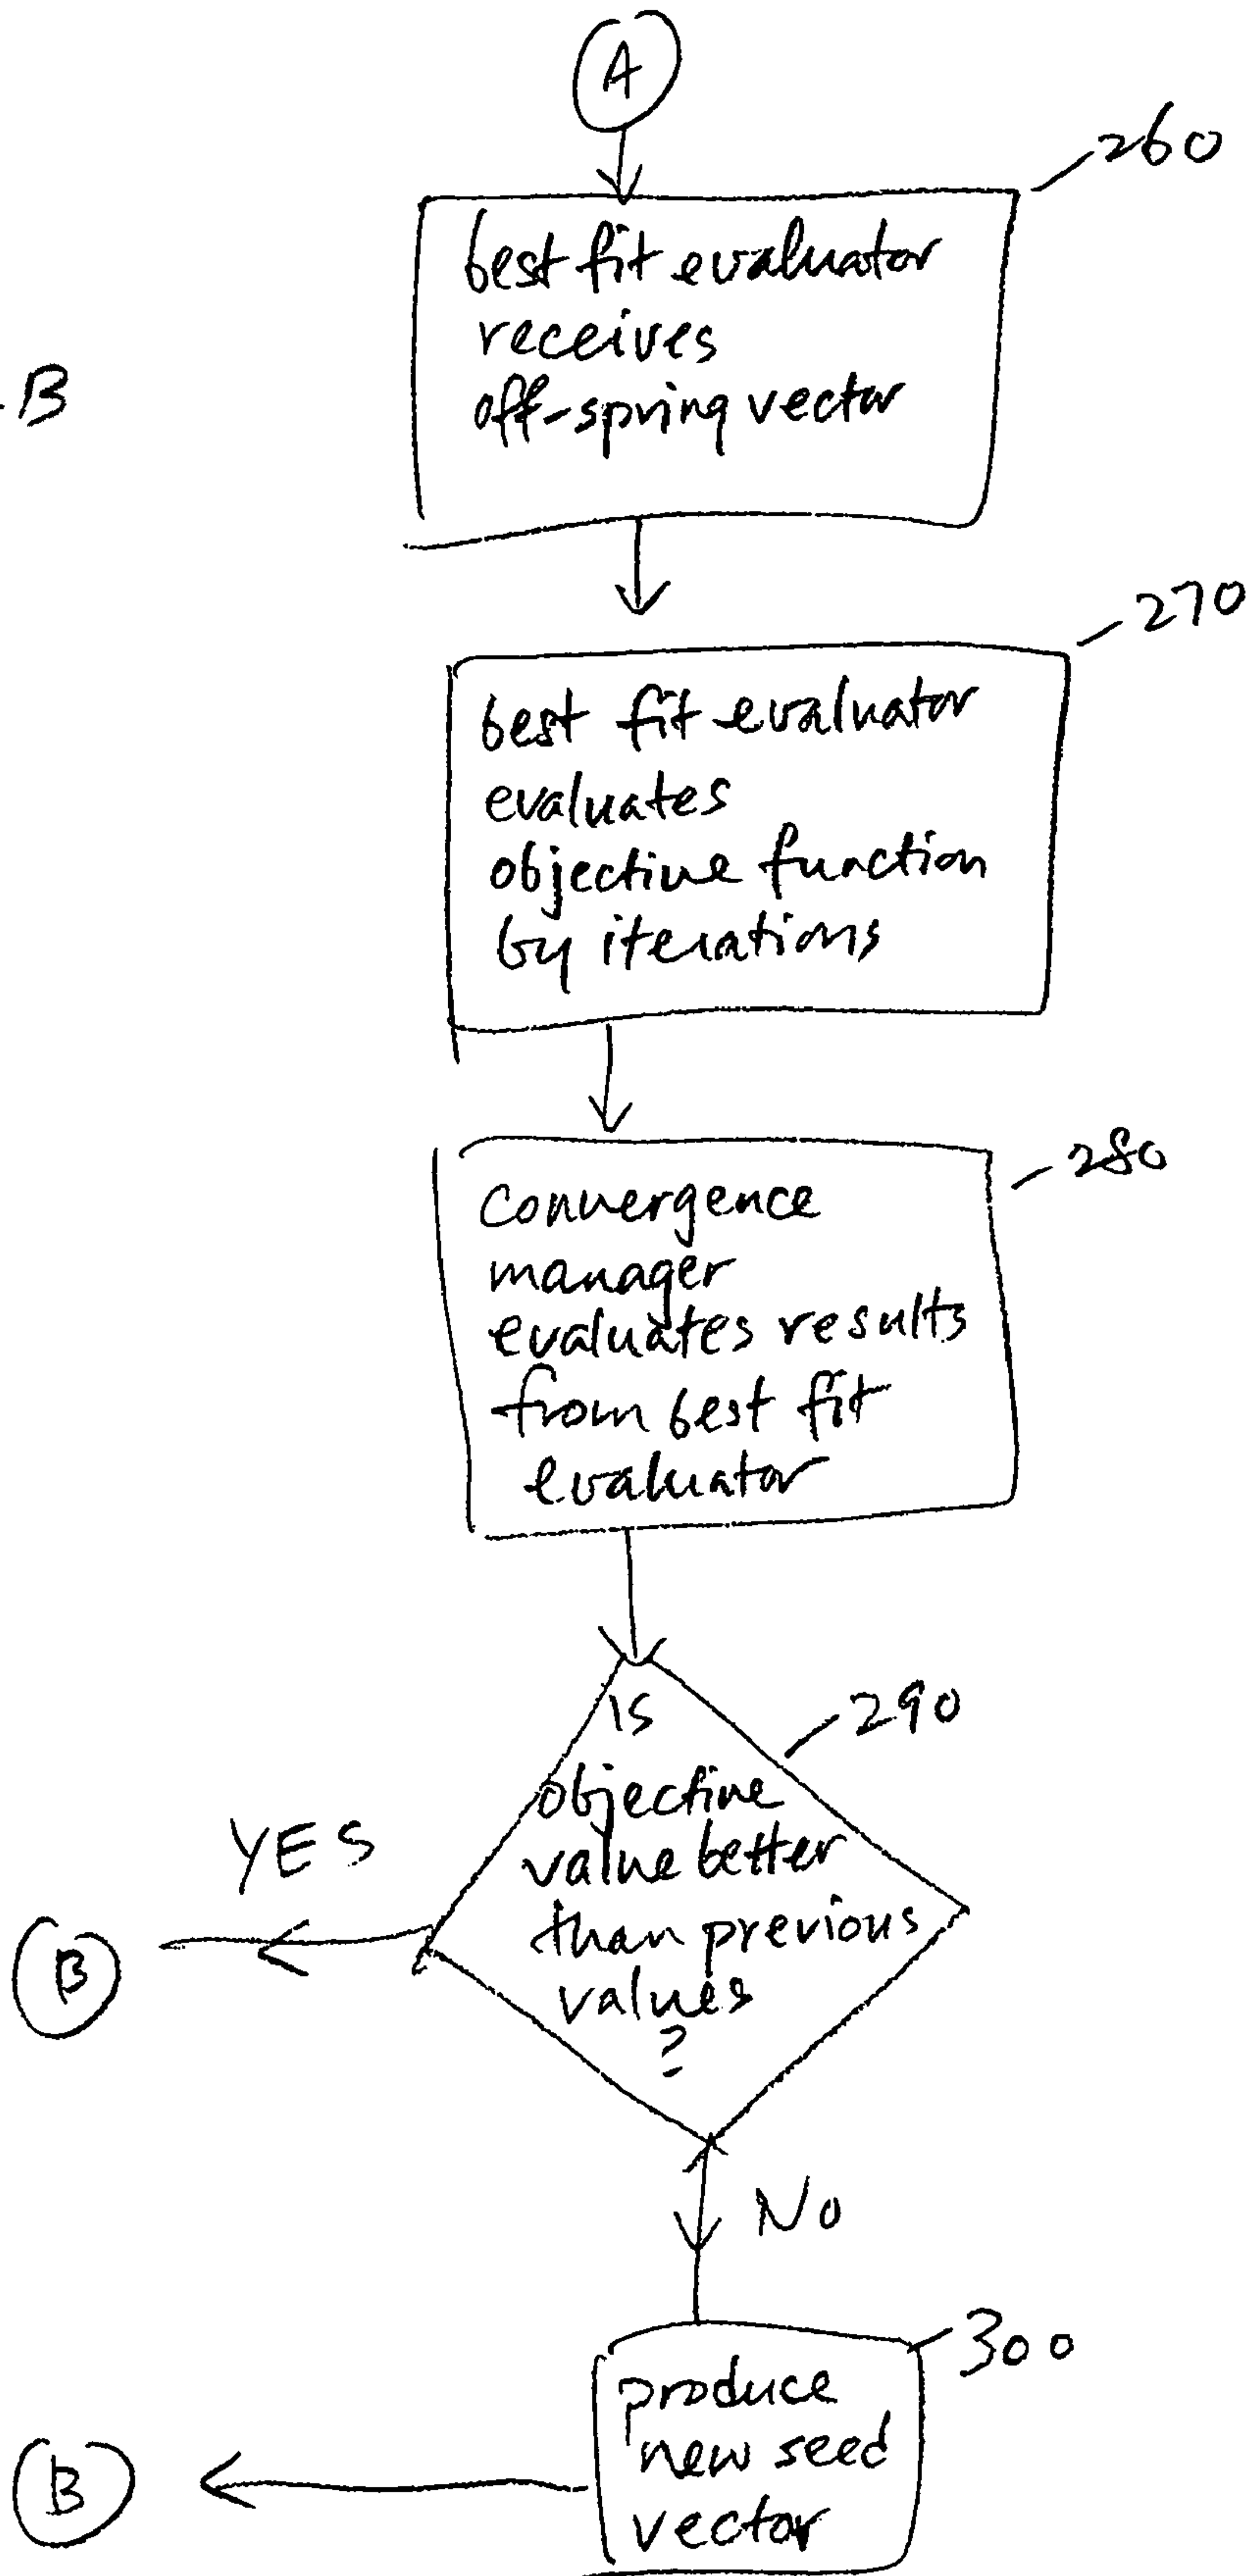 A
260
best fit evaluator
receives
off-spring vector
B
270
best fit evaluator
evaluates
objective function
by iterations
280
convergence
manager
evaluates results
from best fit
evaluator
290
Is
objective
value better
than previous
values
?
YES
B
No
300
produce
new seed
vector
B